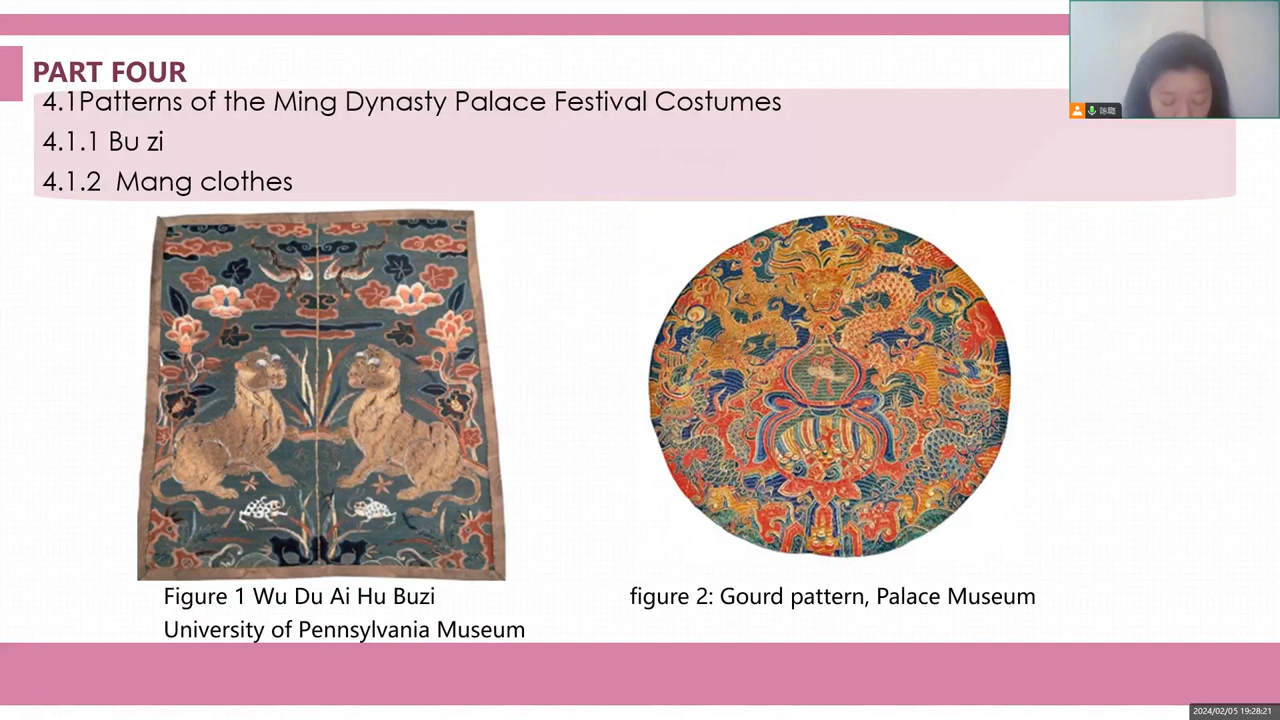 PART FOUR
4.1Patterns of the Ming Dynasty Palace Festival Costumes
4.1.1 Bu zi
4.1.2 Mang clothes
Figure 1 Wu Du Ai Hu Buzi
University of Pennsylvania Museum
figure 2: Gourd pattern, Palace Museum
2024/02/05 19:28:21